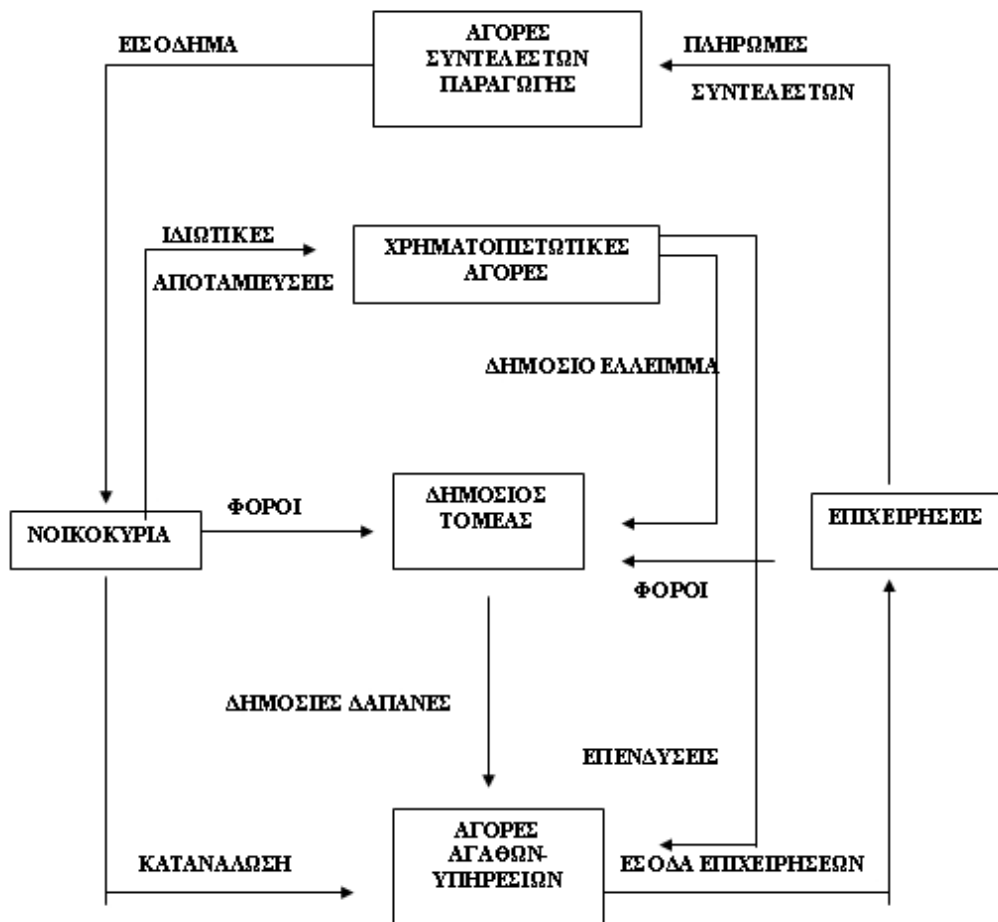 ΕΙΣΟΔΗΜΑ
ΑΓΟΡΕΣ
ΣΥΝΤΕΛΕΣΤΩΝ
ΠΑΡΑΓΩΓΗΣ
ΠΛΗΡΩΜΕΣ
ΣΥΝΤΕΛΕΣΤΩΝ
ΙΔΙΩΤΙΚΕΣ
ΑΠΟΤΑΜΙΕΥΣΕΙΣ
ΧΡΗΜΑΤΟΠΙΣΤΩΤΙΚΕΣ
ΑΓΟΡΕΣ
ΔΗΜΟΣΙΟ ΕΛΛΕΙΜΜΑ
ΝΟΙΚΟΚΥΡΙΑ
ΦΟΡΟΙ
ΔΗΜΟΣΙΟΣ
ΤΟΜΕΑΣ
ΕΠΙΧΕΙΡΗΣΕΙΣ
ΦΟΡΟΙ
ΔΗΜΟΣΙΕΣ ΔΑΠΑΝΕΣ
ΕΠΕΝΔΥΣΕΙΣ
ΚΑΤΑΝΑΛΩΣΗ
ΑΓΟΡΕΣ
ΑΓΑΘΩΝ-
ΥΠΗΡΕΣΙΩΝ
ΕΣΟΔΑ ΕΠΙΧΕΙΡΗΣΕΩΝ